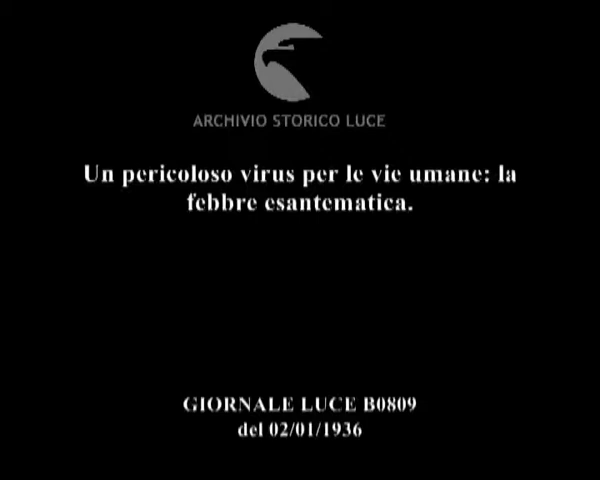 ARCHIVIO STORICO LUCE
Un pericoloso virus per le vie umane: la
febbre esantematica.
GIORNALE LUCE B0809
del 02/01/1936